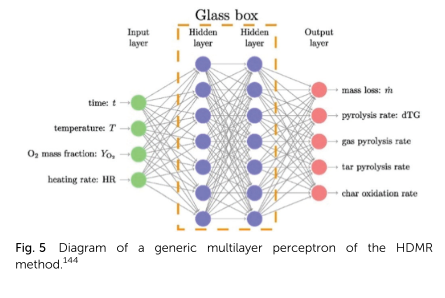 Glass box
Input layer
Hidden layer
Hidden layer
Output layer
time: t
temperature: T
O₂ mass fraction: Y_O₂
heating rate: HR
mass loss: ṁ
pyrolysis rate: dTG
gas pyrolysis rate
tar pyrolysis rate
char oxidation rate
Fig. 5 Diagram of a generic multilayer perceptron of the HDMR
method.¹⁴⁴